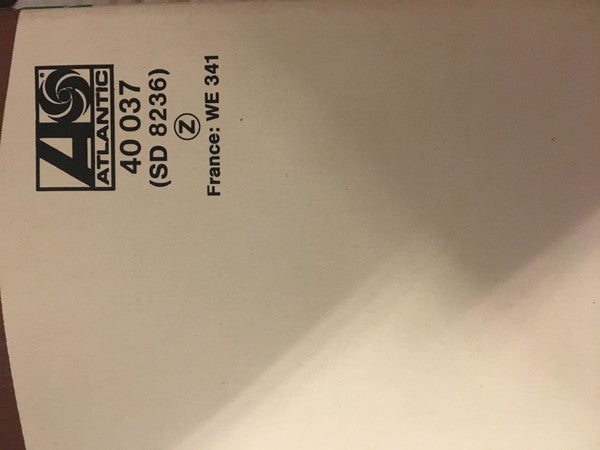 ATLANTIC
40 037
(SD 8236)
Z
France: WE 341